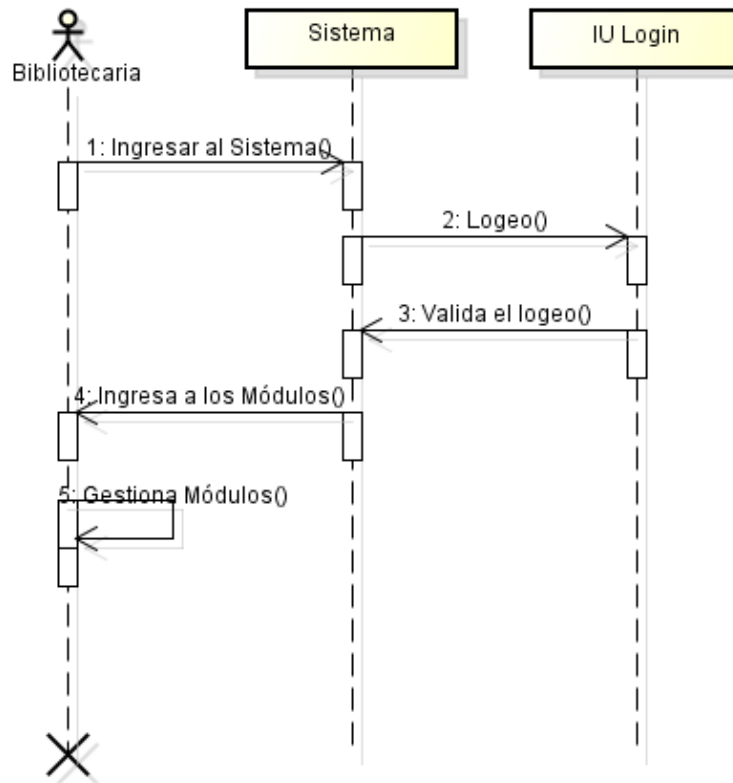 Sistema
IU Login
Bibliotecaria
1: Ingresar al Sistema()
2: Logeo()
3: Valida el logeo()
4: Ingresa a los Módulos()
5: Gestiona Módulos()